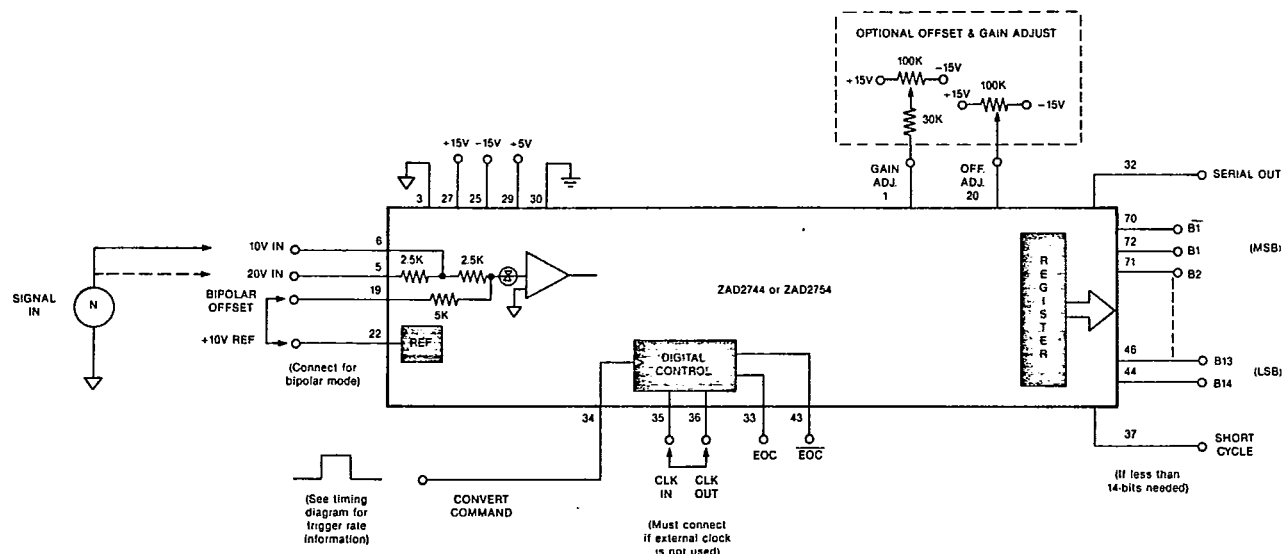 OPTIONAL OFFSET & GAIN ADJUST
100K
+15V
-15V
100K
+15V
-15V
30K
GAIN
ADJ.
1
OFF.
ADJ.
20
+15V
-15V
+5V
3
27
25
29
30
32
SERIAL OUT
10V IN
6
2.5K
2.5K
20V IN
5
BIPOLAR
OFFSET
19
5K
+10V REF
22
REF
(Connect for
bipolar mode)
SIGNAL
IN
N
ZAD2744 or ZAD2754
REGISTER
70
B1
72
B1
(MSB)
71
B2
46
B13
(LSB)
44
B14
DIGITAL
CONTROL
34
35
36
33
43
EOC
EOC
CLK
IN
CLK
OUT
37
SHORT
CYCLE
(If less than
14-bits needed)
CONVERT
COMMAND
(See timing
diagram for
trigger rate
information)
(Must connect
if external clock
is not used)